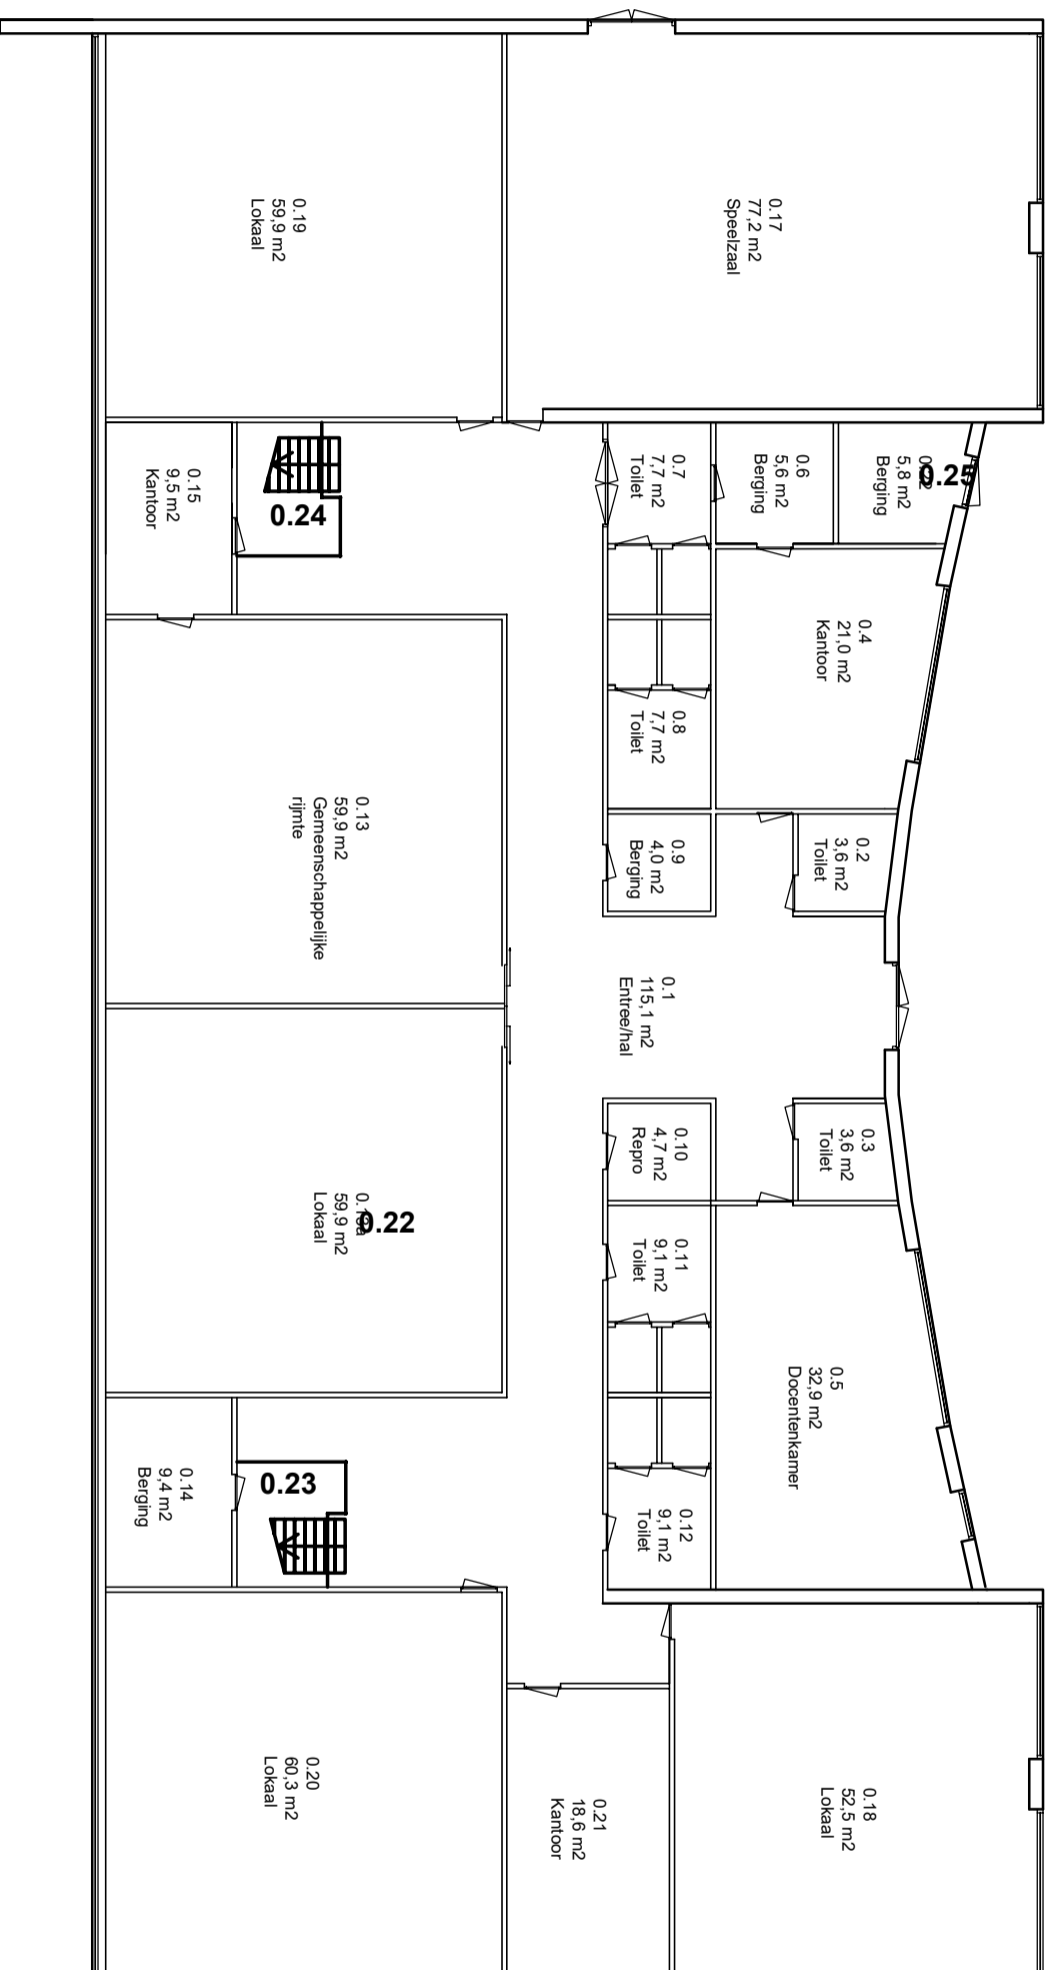 0.19
59,9 m2
Lokaal
0.17
77,2 m2
Speelzaal
0.15
9,5 m2
Kantoor
0.24
0.7
7,7 m2
Toilet
0.6
5,6 m2
Berging
5,8 m2
Berging
0.25
0.4
21,0 m2
Kantoor
0.8
7,7 m2
Toilet
0.13
59,9 m2
Gemeenschappelijke
rijmte
0.9
4,0 m2
Berging
0.2
3,6 m2
Toilet
0.1
115,1 m2
Entree/hal
0.10
4,7 m2
Repro
0.3
3,6 m2
Toilet
59,9 m2
Lokaal
0.22
0.11
9,1 m2
Toilet
0.5
32,9 m2
Docentenkamer
0.14
9,4 m2
Berging
0.23
0.12
9,1 m2
Toilet
0.20
60,3 m2
Lokaal
0.21
18,6 m2
Kantoor
0.18
52,5 m2
Lokaal